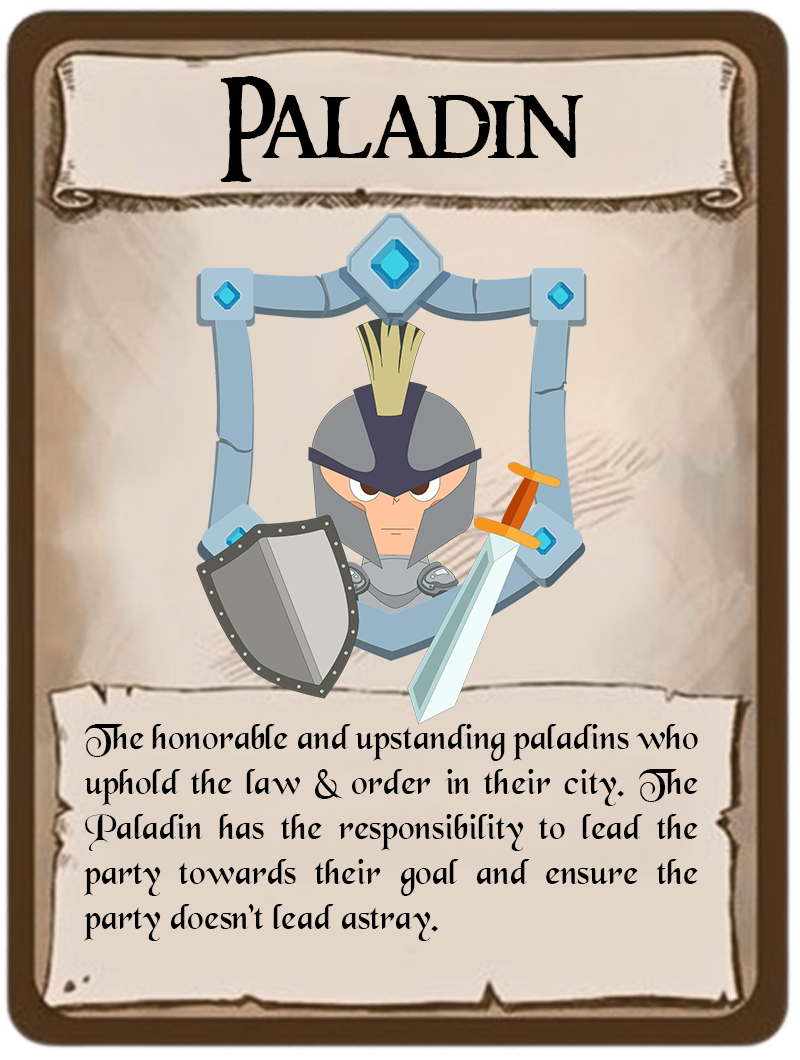 Paladin
The honorable and upstanding paladins who
uphold the law & order in their city. The
Paladin has the responsibility to lead the
party towards their goal and ensure the
party doesn't lead astray.